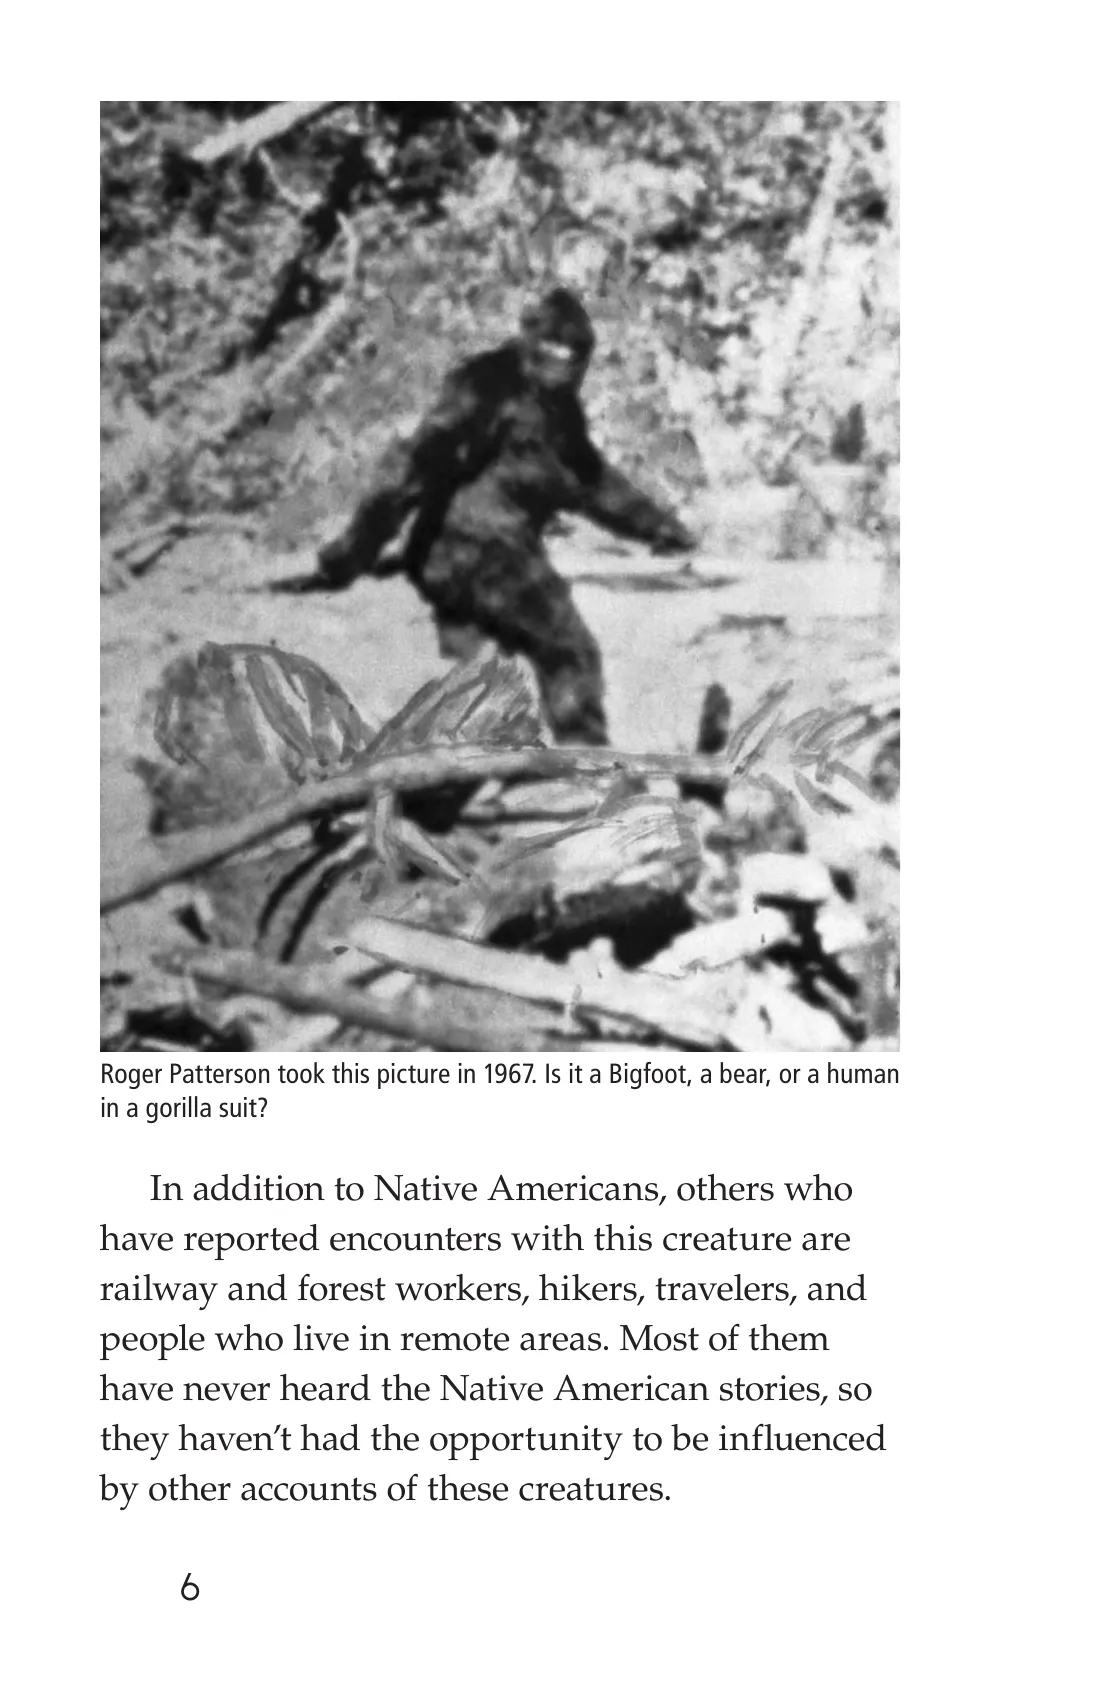 Roger Patterson took this picture in 1967. Is it a Bigfoot, a bear, or a human
in a gorilla suit?
In addition to Native Americans, others who
have reported encounters with this creature are
railway and forest workers, hikers, travelers, and
people who live in remote areas. Most of them
have never heard the Native American stories, so
they haven’t had the opportunity to be influenced
by other accounts of these creatures.
6